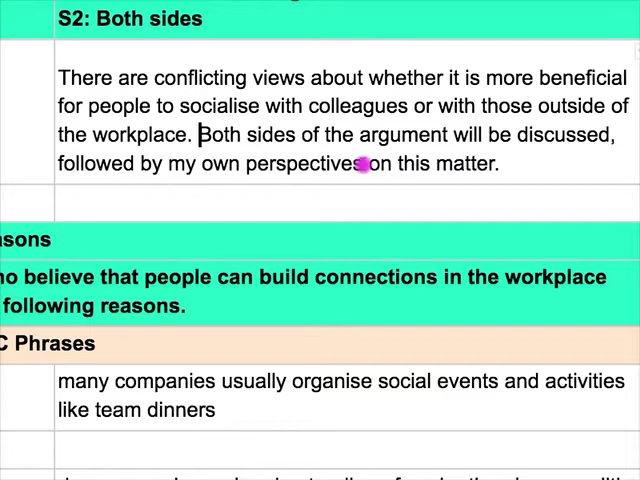 S2: Both sides
There are conflicting views about whether it is more beneficial
for people to socialise with colleagues or with those outside of
the workplace. Both sides of the argument will be discussed,
followed by my own perspectives on this matter.
asons
ho believe that people can build connections in the workplace
following reasons.
C Phrases
many companies usually organise social events and activities
like team dinners